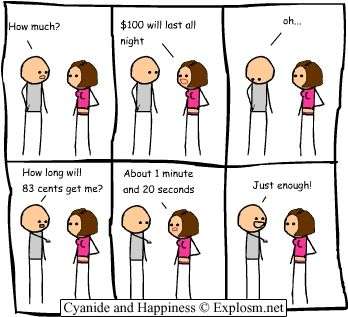 How much?
$100 will last all
night
oh...
How long will
83 cents get me?
About 1 minute
and 20 seconds
Just enough!
Cyanide and Happiness © Explosm.net